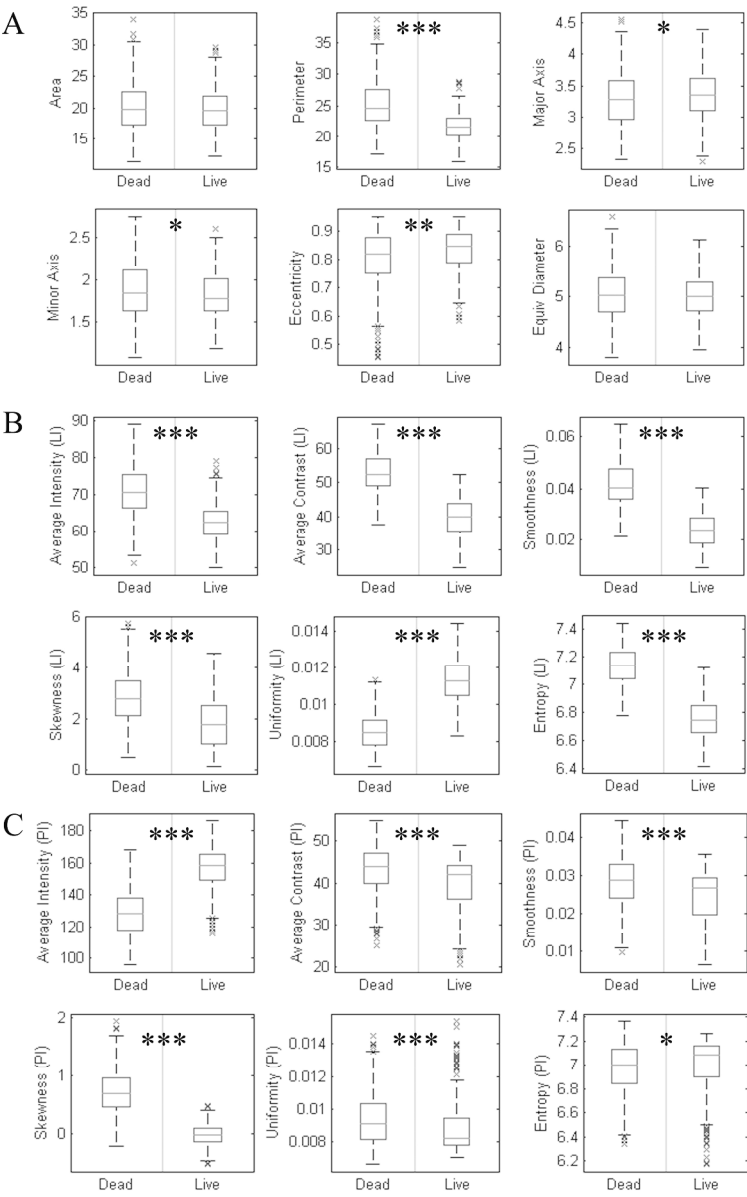 A
Area
35
30
25
20
15
Dead Live
Perimeter
***
35
30
25
20
15
Dead Live
Major Axis
*
4.5
4
3.5
3
2.5
Dead Live
Minor Axis
*
2.5
2
1.5
Dead Live
Eccentricity
**
0.9
0.8
0.7
0.6
0.5
Dead Live
Equiv Diameter
6
5
4
Dead Live
B
Average Intensity (LI)
***
90
80
70
60
50
Dead Live
Average Contrast (LI)
***
60
50
40
30
Dead Live
Smoothness (LI)
***
0.06
0.04
0.02
Dead Live
Skewness (LI)
***
6
4
2
0
Dead Live
Uniformity (LI)
***
0.014
0.012
0.01
0.008
Dead Live
Entropy (LI)
***
7.4
7.2
7
6.8
6.6
6.4
Dead Live
C
Average Intensity (PI)
***
180
160
140
120
100
Dead Live
Average Contrast (PI)
***
50
40
30
20
Dead Live
Smoothness (PI)
***
0.04
0.03
0.02
0.01
Dead Live
Skewness (PI)
***
2
1
0
Dead Live
Uniformity (PI)
***
0.014
0.012
0.01
0.008
Dead Live
Entropy (PI)
*
7.4
7.2
7
6.8
6.6
6.4
6.2
Dead Live